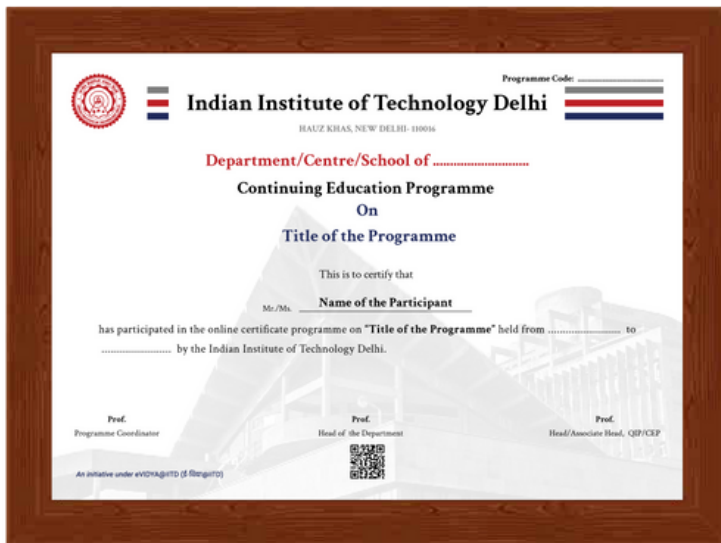 Programme Code: ..............................
Indian Institute of Technology Delhi
HAUZ KHAS, NEW DELHI- 110016
Department/Centre/School of ..............................
Continuing Education Programme
On
Title of the Programme
This is to certify that
Mr./Ms. Name of the Participant
has participated in the online certificate programme on "Title of the Programme" held from ........................ to
........................ by the Indian Institute of Technology Delhi.
Prof. Prof. Prof.
Programme Coordinator Head of the Department Head/Associate Head, QIP/CEP
An initiative under eVIDYA@IITD (ई विद्या@IITD)